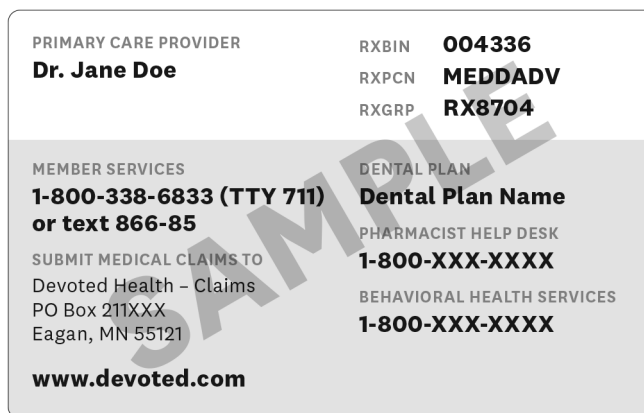 PRIMARY CARE PROVIDER
Dr. Jane Doe
RXBIN 004336
RXPCN MEDDADV
RXGRP RX8704
MEMBER SERVICES
1-800-338-6833 (TTY 711)
or text 866-85
SUBMIT MEDICAL CLAIMS TO
Devoted Health – Claims
PO Box 211XXX
Eagan, MN 55121
www.devoted.com
DENTAL PLAN
Dental Plan Name
PHARMACIST HELP DESK
1-800-XXX-XXXX
BEHAVIORAL HEALTH SERVICES
1-800-XXX-XXXX
SAMPLE